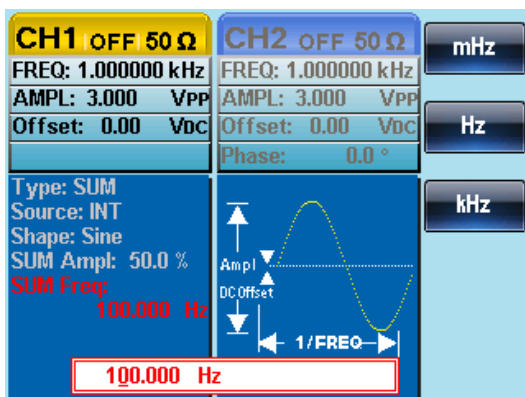 CH1 OFF 50 Ω
FREQ: 1.000000 kHz
AMPL: 3.000 VPP
Offset: 0.00 VDC
CH2 OFF 50 Ω
FREQ: 1.000000 kHz
AMPL: 3.000 VPP
Offset: 0.00 VDC
Phase: 0.0 °
mHz
Hz
kHz
Type: SUM
Source: INT
Shape: Sine
SUM Ampl: 50.0 %
SUM Freq:
100.000 Hz
Ampl
DC Offset
1/FREQ
100.000 Hz